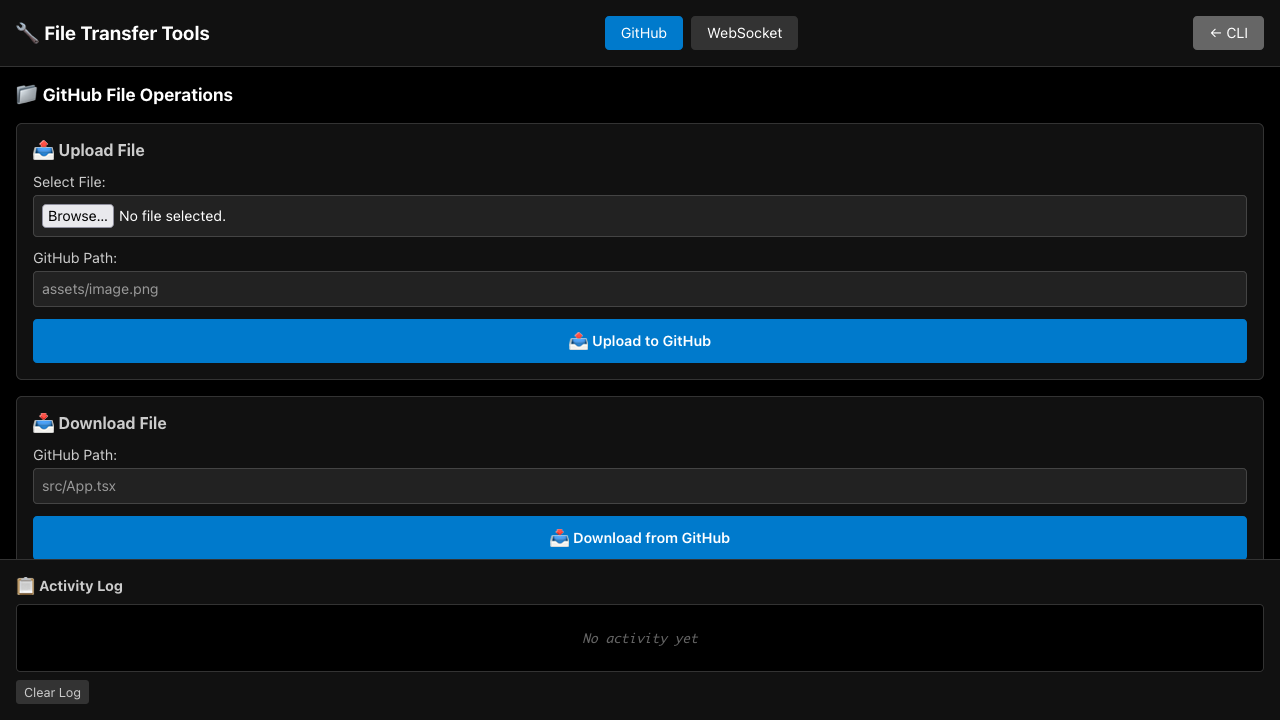 🔧 File Transfer Tools
GitHub
WebSocket
← CLI
📁 GitHub File Operations
📤 Upload File
Select File:
Browse... No file selected.
GitHub Path:
assets/image.png
📤 Upload to GitHub
📥 Download File
GitHub Path:
src/App.tsx
📥 Download from GitHub
📋 Activity Log
No activity yet
Clear Log